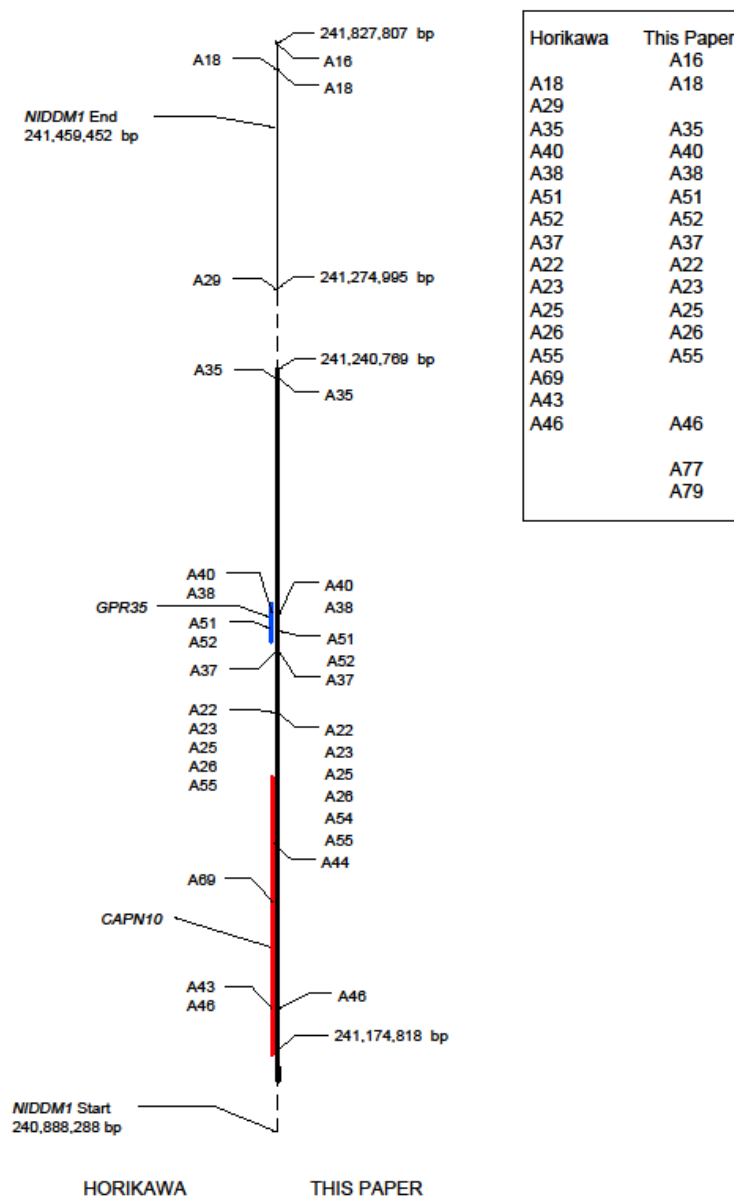 241,827,807 bp
A18
A16
A18
NIDDM1 End
241,459,452 bp
A29
241,274,995 bp
241,240,769 bp
A35
A35
A40
A38
GPR35
A51
A52
A37
A40
A38
A51
A52
A37
A22
A23
A25
A26
A55
A22
A23
A25
A26
A54
A55
A44
A69
CAPN10
A43
A46
A46
241,174,818 bp
NIDDM1 Start
240,888,288 bp
HORIKAWA THIS PAPER
Horikawa This Paper
A16
A18 A18
A29
A35 A35
A40 A40
A38 A38
A51 A51
A52 A52
A37 A37
A22 A22
A23 A23
A25 A25
A26 A26
A55 A55
A69
A43
A46 A46
A77
A79